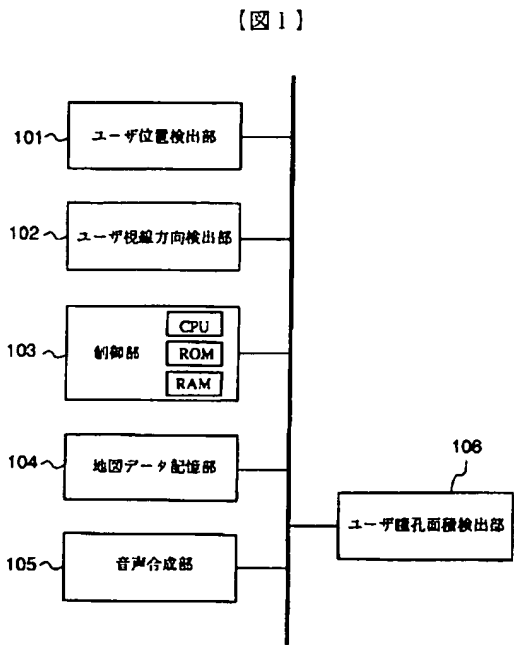 【図1】
101
ユーザ位置検出部
102
ユーザ視線方向検出部
103
制御部
CPU
ROM
RAM
104
地図データ記憶部
106
ユーザ瞳孔面積検出部
105
音声合成部